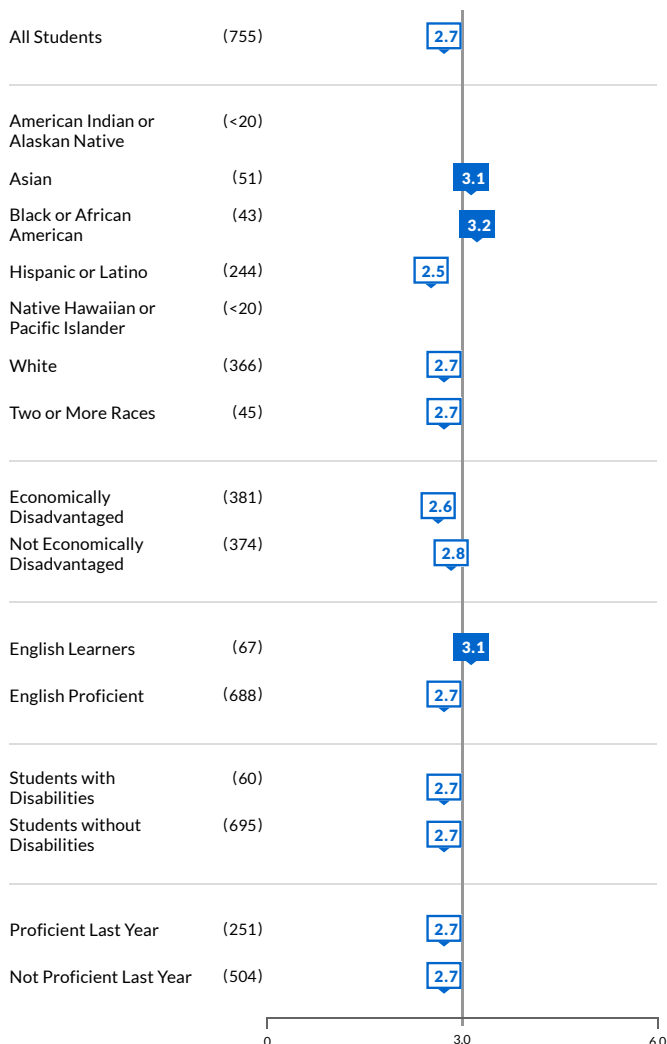 All Students (755) 2.7
American Indian or (<20)
Alaskan Native
Asian (51) 3.1
Black or African (43) 3.2
American
Hispanic or Latino (244) 2.5
Native Hawaiian or (<20)
Pacific Islander
White (366) 2.7
Two or More Races (45) 2.7
Economically (381) 2.6
Disadvantaged
Not Economically (374) 2.8
Disadvantaged
English Learners (67) 3.1
English Proficient (688) 2.7
Students with (60) 2.7
Disabilities
Students without (695) 2.7
Disabilities
Proficient Last Year (251) 2.7
Not Proficient Last Year (504) 2.7
0 3.0 6.0